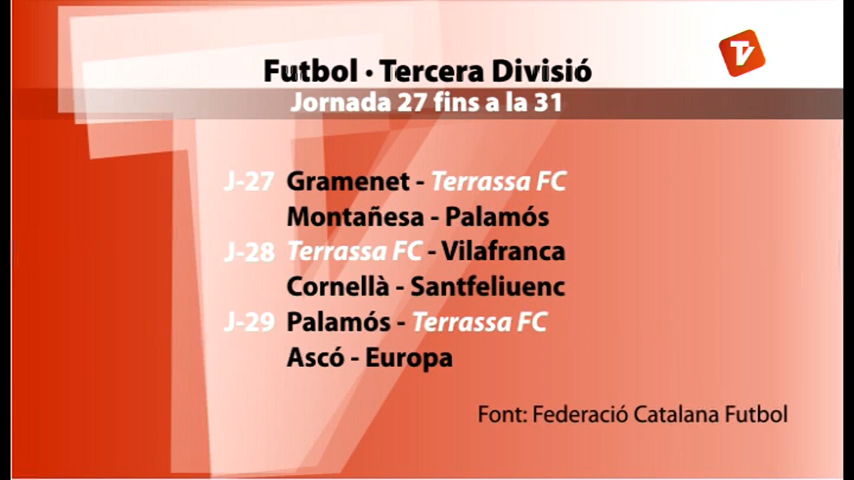 Futbol · Tercera Divisió
TV
Jornada 27 fins a la 31
J-27 Gramenet - Terrassa FC
Montañesa - Palamós
J-28 Terrassa FC - Vilafranca
Cornellà - Santfeliuenc
J-29 Palamós - Terrassa FC
Ascó - Europa
Font: Federació Catalana Futbol